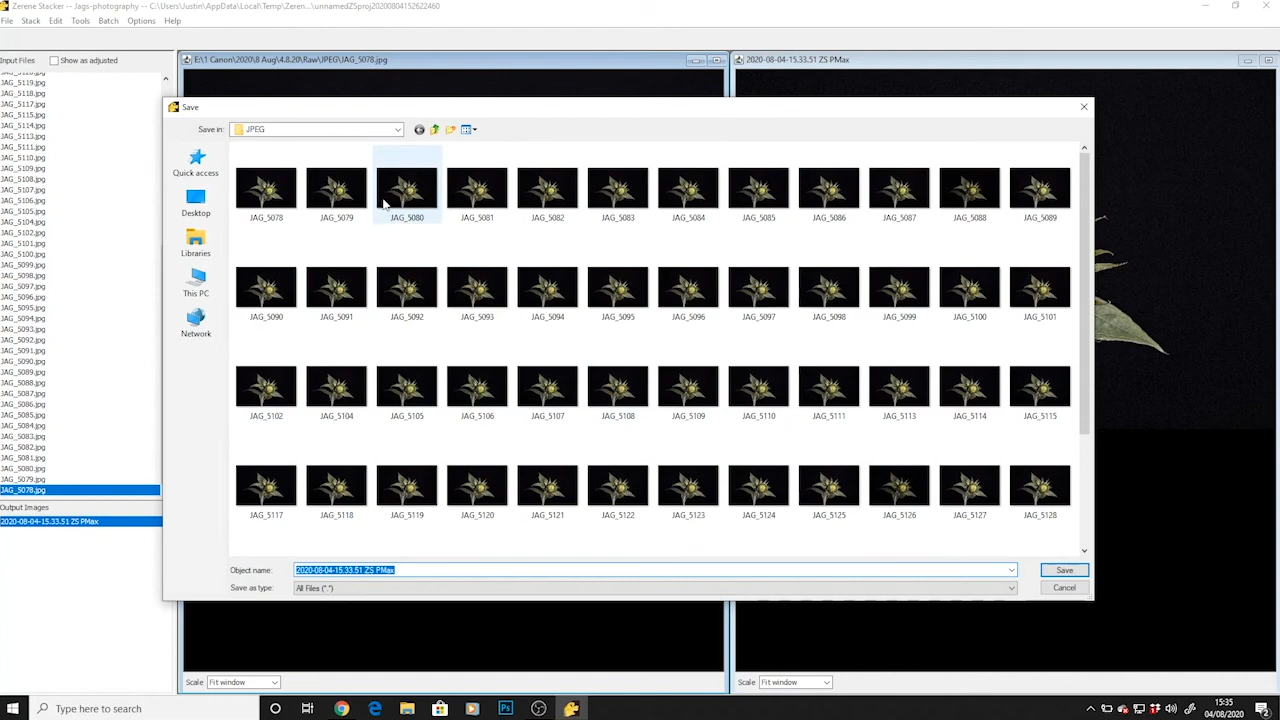 Zerene Stacker -- Jags-photography -- C:\Users\Justin\AppData\Local\Temp\Zeren...\unnamedZSproj20200804152622460
File Stack Edit Tools Batch Options Help
Input Files Show as adjusted
E:\1 Canon\2020\8 Aug\4.8.20\Raw\JPEG\JAG_5078.jpg
2020-08-04-15.33.51 ZS PMax
JAG_5119.jpg
JAG_5118.jpg
JAG_5117.jpg
JAG_5115.jpg
JAG_5114.jpg
JAG_5113.jpg
JAG_5111.jpg
JAG_5110.jpg
JAG_5109.jpg
JAG_5108.jpg
JAG_5107.jpg
JAG_5106.jpg
JAG_5105.jpg
JAG_5104.jpg
JAG_5102.jpg
JAG_5101.jpg
JAG_5100.jpg
JAG_5099.jpg
JAG_5098.jpg
JAG_5097.jpg
JAG_5096.jpg
JAG_5095.jpg
JAG_5094.jpg
JAG_5093.jpg
JAG_5092.jpg
JAG_5091.jpg
JAG_5090.jpg
JAG_5089.jpg
JAG_5088.jpg
JAG_5087.jpg
JAG_5086.jpg
JAG_5085.jpg
JAG_5084.jpg
JAG_5083.jpg
JAG_5082.jpg
JAG_5081.jpg
JAG_5080.jpg
JAG_5079.jpg
JAG_5078.jpg
Output Images
2020-08-04-15.33.51 ZS PMax
Save
Save in: JPEG
Quick access
Desktop
Libraries
This PC
Network
JAG_5078 JAG_5079 JAG_5080 JAG_5081 JAG_5082 JAG_5083 JAG_5084 JAG_5085 JAG_5086 JAG_5087 JAG_5088 JAG_5089
JAG_5090 JAG_5091 JAG_5092 JAG_5093 JAG_5094 JAG_5095 JAG_5096 JAG_5097 JAG_5098 JAG_5099 JAG_5100 JAG_5101
JAG_5102 JAG_5104 JAG_5105 JAG_5106 JAG_5107 JAG_5108 JAG_5109 JAG_5110 JAG_5111 JAG_5113 JAG_5114 JAG_5115
JAG_5117 JAG_5118 JAG_5119 JAG_5120 JAG_5121 JAG_5122 JAG_5123 JAG_5124 JAG_5125 JAG_5126 JAG_5127 JAG_5128
Object name: 2020-08-04-15.33.51 ZS PMax Save
Save as type: All Files (*.*) Cancel
Scale Fit window
Scale Fit window
Type here to search
Ps
15:35
04/08/2020
2